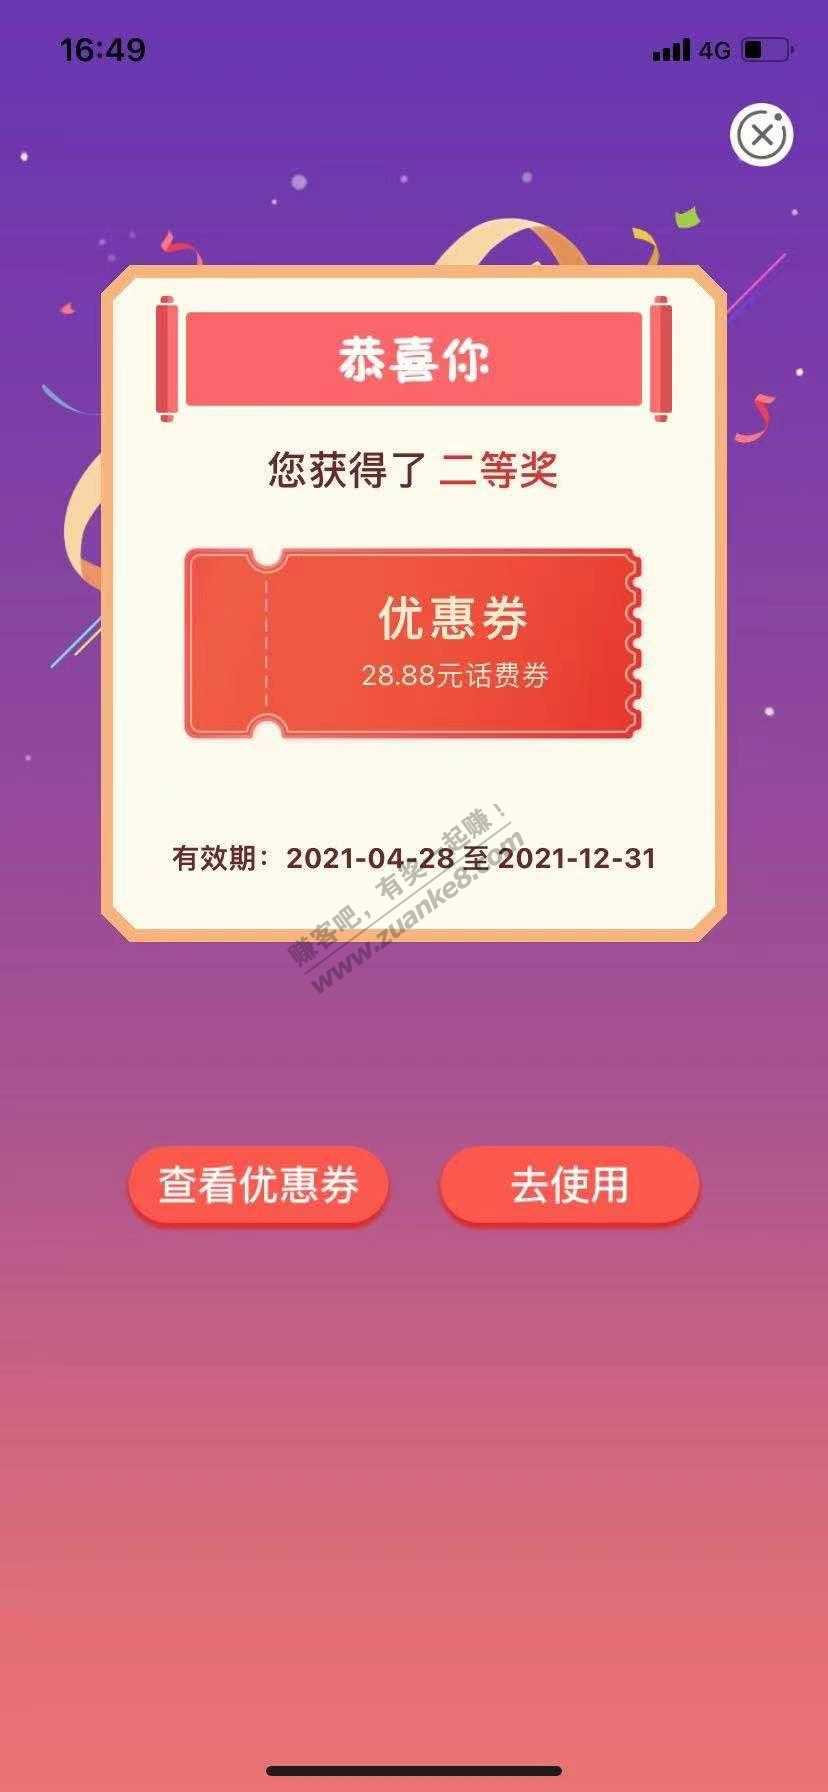 16:49
4G
恭喜你
您获得了 二等奖
优惠券
28.88元话费券
有效期：2021-04-28 至 2021-12-31
赚客吧，有奖一起赚！
www.zuanke8.com
查看优惠券
去使用